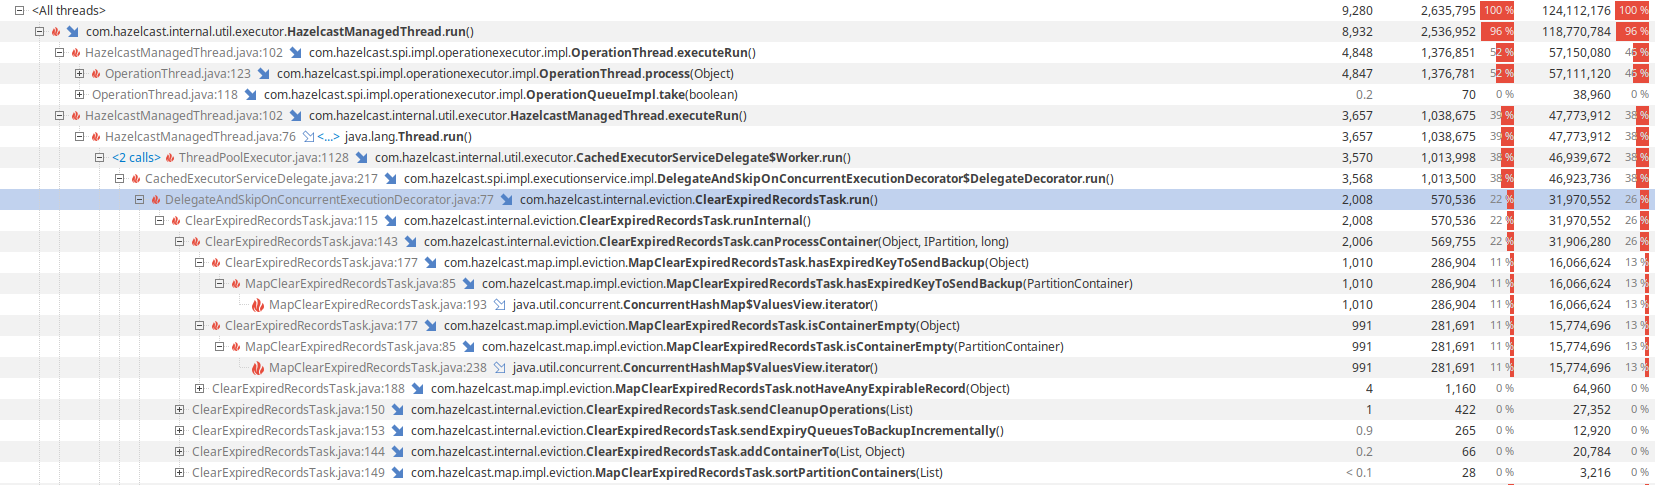 <All threads> 9,280 2,635,795 100 % 124,112,176 100 %
com.hazelcast.internal.util.executor.HazelcastManagedThread.run() 8,932 2,536,952 96 % 118,770,784 96 %
HazelcastManagedThread.java:102 com.hazelcast.spi.impl.operationexecutor.impl.OperationThread.executeRun() 4,848 1,376,851 52 % 57,150,080 46 %
OperationThread.java:123 com.hazelcast.spi.impl.operationexecutor.impl.OperationThread.process(Object) 4,847 1,376,781 52 % 57,111,120 46 %
OperationThread.java:118 com.hazelcast.spi.impl.operationexecutor.impl.OperationQueueImpl.take(boolean) 0.2 70 0 % 38,960 0 %
HazelcastManagedThread.java:102 com.hazelcast.internal.util.executor.HazelcastManagedThread.executeRun() 3,657 1,038,675 39 % 47,773,912 38 %
HazelcastManagedThread.java:76 <...> java.lang.Thread.run() 3,657 1,038,675 39 % 47,773,912 38 %
<2 calls> ThreadPoolExecutor.java:1128 com.hazelcast.internal.util.executor.CachedExecutorServiceDelegate$Worker.run() 3,570 1,013,998 38 % 46,939,672 38 %
CachedExecutorServiceDelegate.java:217 com.hazelcast.spi.impl.executionservice.impl.DelegateAndSkipOnConcurrentExecutionDecorator$DelegateDecorator.run() 3,568 1,013,500 38 % 46,923,736 38 %
DelegateAndSkipOnConcurrentExecutionDecorator.java:77 com.hazelcast.internal.eviction.ClearExpiredRecordsTask.run() 2,008 570,536 22 % 31,970,552 26 %
ClearExpiredRecordsTask.java:115 com.hazelcast.internal.eviction.ClearExpiredRecordsTask.runInternal() 2,008 570,536 22 % 31,970,552 26 %
ClearExpiredRecordsTask.java:143 com.hazelcast.internal.eviction.ClearExpiredRecordsTask.canProcessContainer(Object, IPartition, long) 2,006 569,755 22 % 31,906,280 26 %
ClearExpiredRecordsTask.java:177 com.hazelcast.map.impl.eviction.MapClearExpiredRecordsTask.hasExpiredKeyToSendBackup(Object) 1,010 286,904 11 % 16,066,624 13 %
MapClearExpiredRecordsTask.java:85 com.hazelcast.map.impl.eviction.MapClearExpiredRecordsTask.hasExpiredKeyToSendBackup(PartitionContainer) 1,010 286,904 11 % 16,066,624 13 %
MapClearExpiredRecordsTask.java:193 java.util.concurrent.ConcurrentHashMap$ValuesView.iterator() 1,010 286,904 11 % 16,066,624 13 %
ClearExpiredRecordsTask.java:177 com.hazelcast.map.impl.eviction.MapClearExpiredRecordsTask.isContainerEmpty(Object) 991 281,691 11 % 15,774,696 13 %
MapClearExpiredRecordsTask.java:85 com.hazelcast.map.impl.eviction.MapClearExpiredRecordsTask.isContainerEmpty(PartitionContainer) 991 281,691 11 % 15,774,696 13 %
MapClearExpiredRecordsTask.java:238 java.util.concurrent.ConcurrentHashMap$ValuesView.iterator() 991 281,691 11 % 15,774,696 13 %
ClearExpiredRecordsTask.java:188 com.hazelcast.map.impl.eviction.MapClearExpiredRecordsTask.notHaveAnyExpirableRecord(Object) 4 1,160 0 % 64,960 0 %
ClearExpiredRecordsTask.java:150 com.hazelcast.internal.eviction.ClearExpiredRecordsTask.sendCleanupOperations(List) 1 422 0 % 27,352 0 %
ClearExpiredRecordsTask.java:153 com.hazelcast.internal.eviction.ClearExpiredRecordsTask.sendExpiryQueuesToBackupIncrementally() 0.9 265 0 % 12,920 0 %
ClearExpiredRecordsTask.java:144 com.hazelcast.internal.eviction.ClearExpiredRecordsTask.addContainerTo(List, Object) 0.2 66 0 % 20,784 0 %
ClearExpiredRecordsTask.java:149 com.hazelcast.map.impl.eviction.MapClearExpiredRecordsTask.sortPartitionContainers(List) < 0.1 28 0 % 3,216 0 %